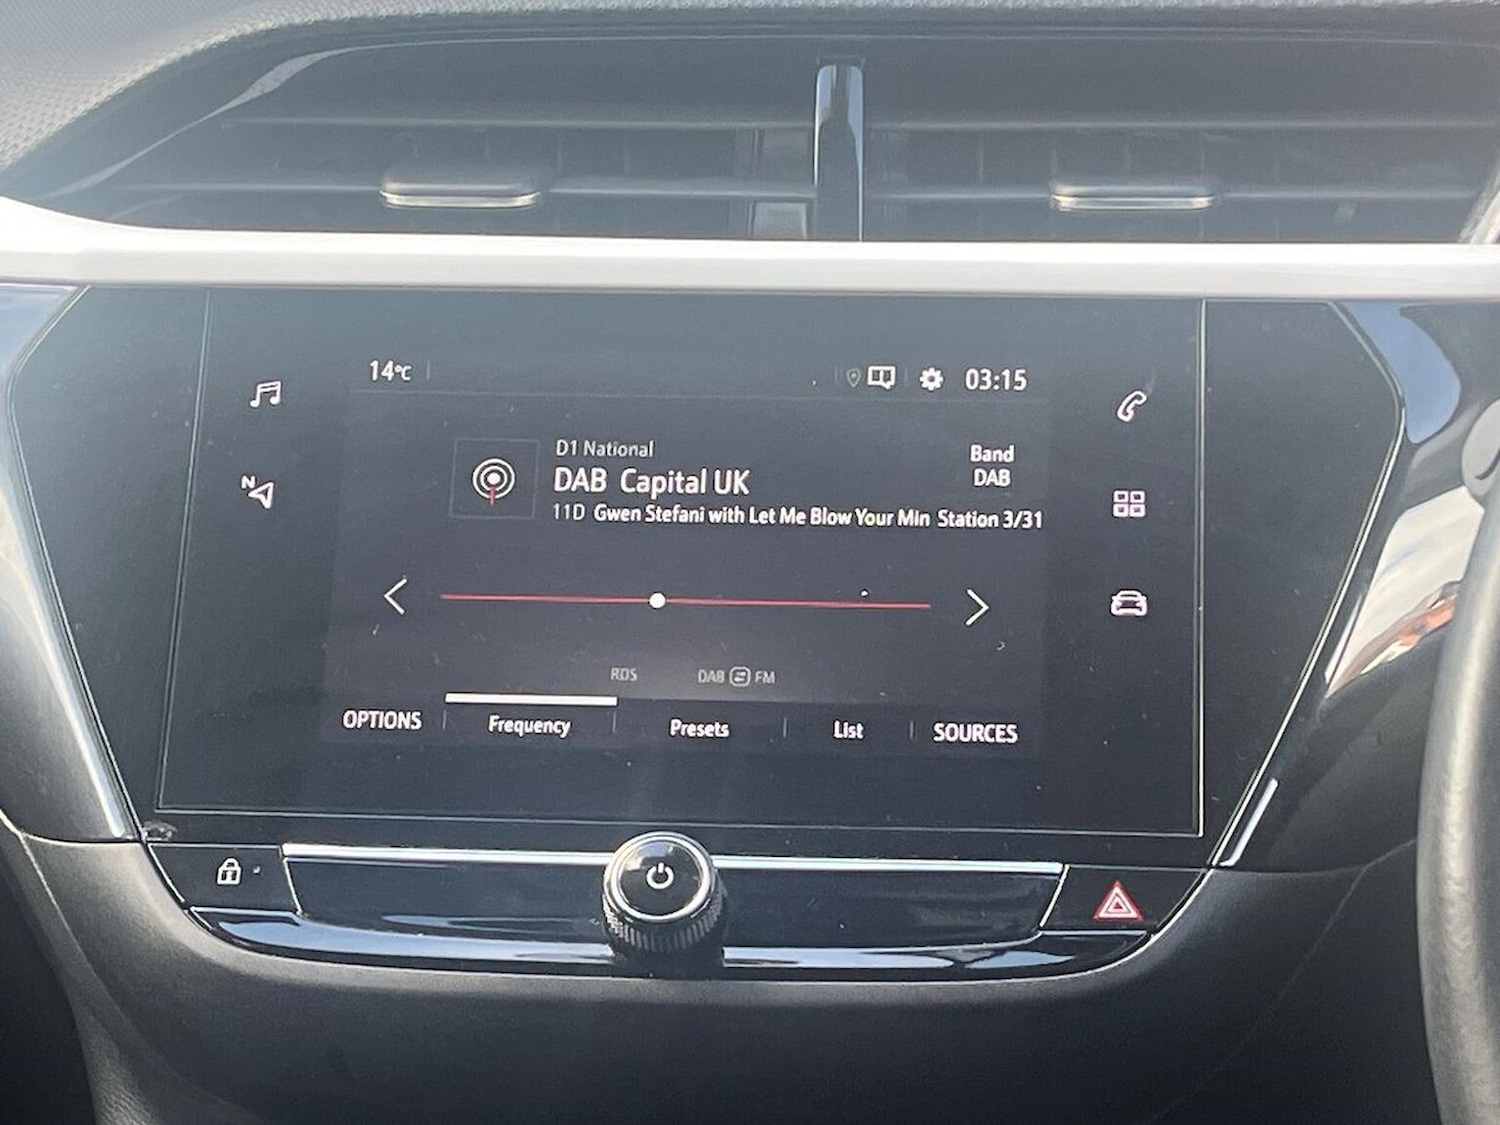 14°C
03:15
N
D1 National
Band
DAB Capital UK
DAB
11D Gwen Stefani with Let Me Blow Your Min Station 3/31
RDS DAB FM
OPTIONS Frequency Presets List SOURCES